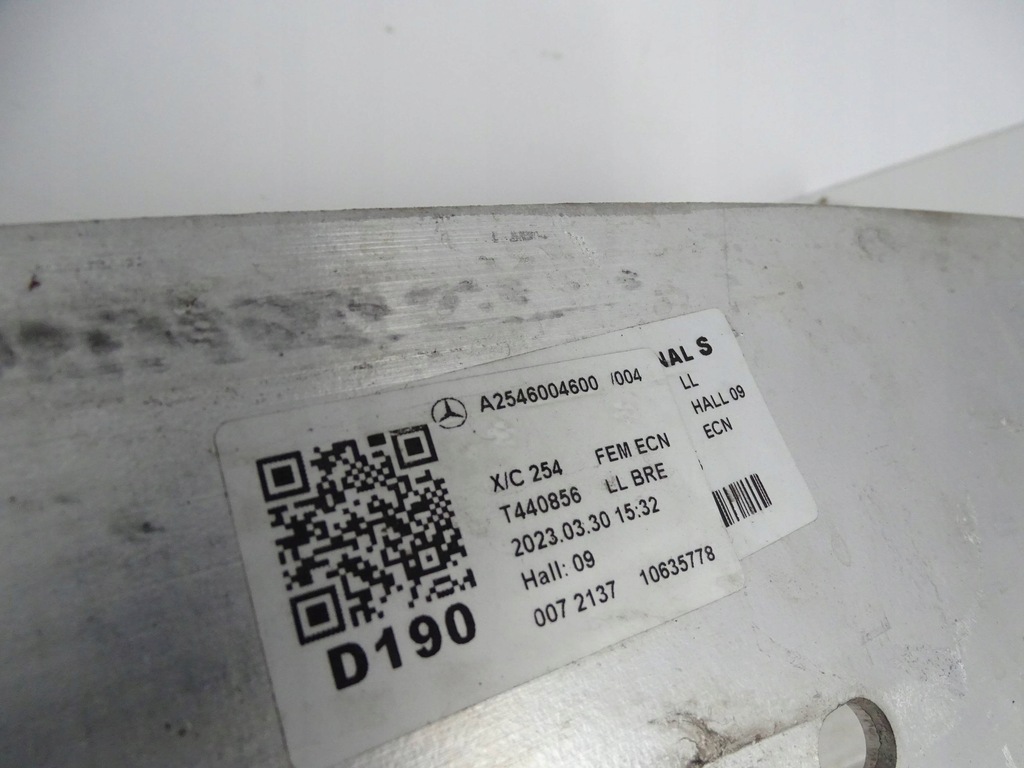 A2546004600 /004
X/C 254 FEM ECN
T440856 LL BRE
2023.03.30 15:32
Hall: 09
007 2137 10635778
D190
NAL S
LL
HALL 09
ECN